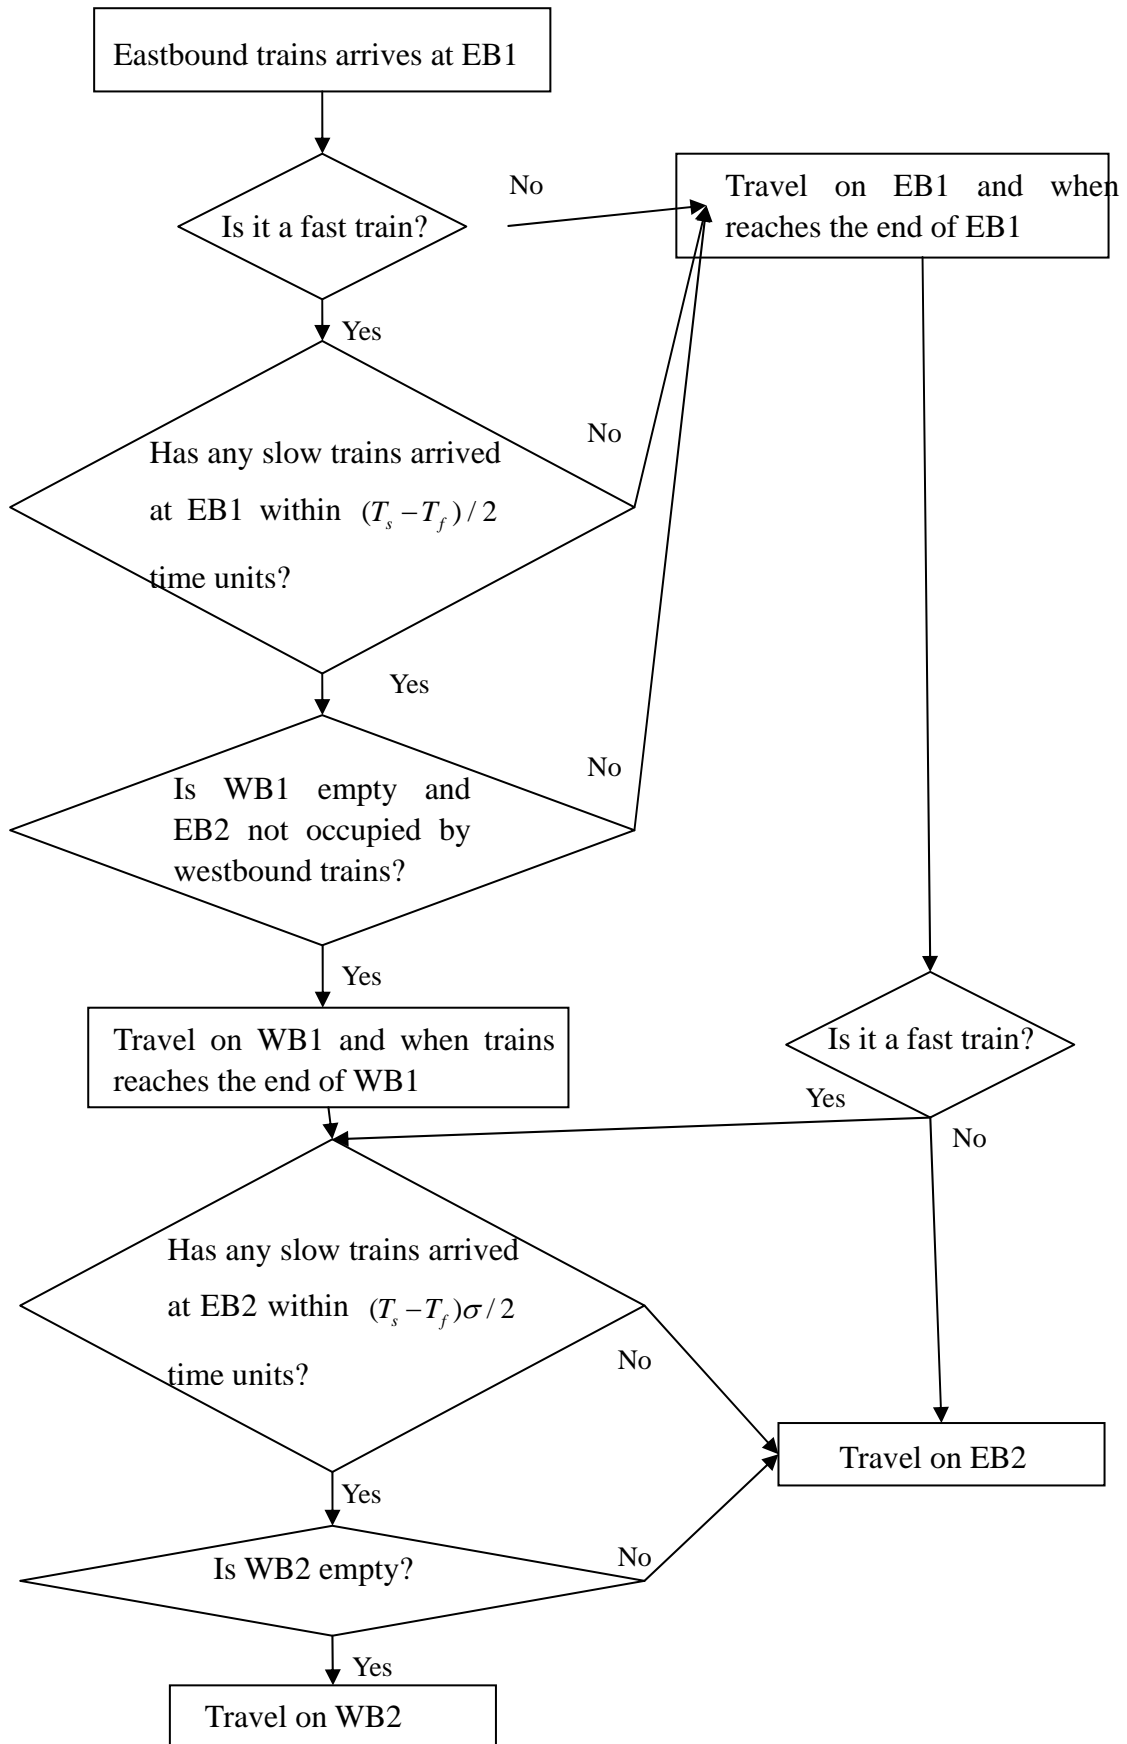 Eastbound trains arrives at EB1
Is it a fast train?
No
Travel on EB1 and when
reaches the end of EB1
Yes
Has any slow trains arrived
at EB1 within (T_s − T_f) / 2
time units?
No
Yes
Is WB1 empty and
EB2 not occupied by
westbound trains?
No
Yes
Travel on WB1 and when trains
reaches the end of WB1
Is it a fast train?
Yes
No
Has any slow trains arrived
at EB2 within (T_s − T_f)σ / 2
time units?
No
Yes
Travel on EB2
Is WB2 empty?
No
Yes
Travel on WB2